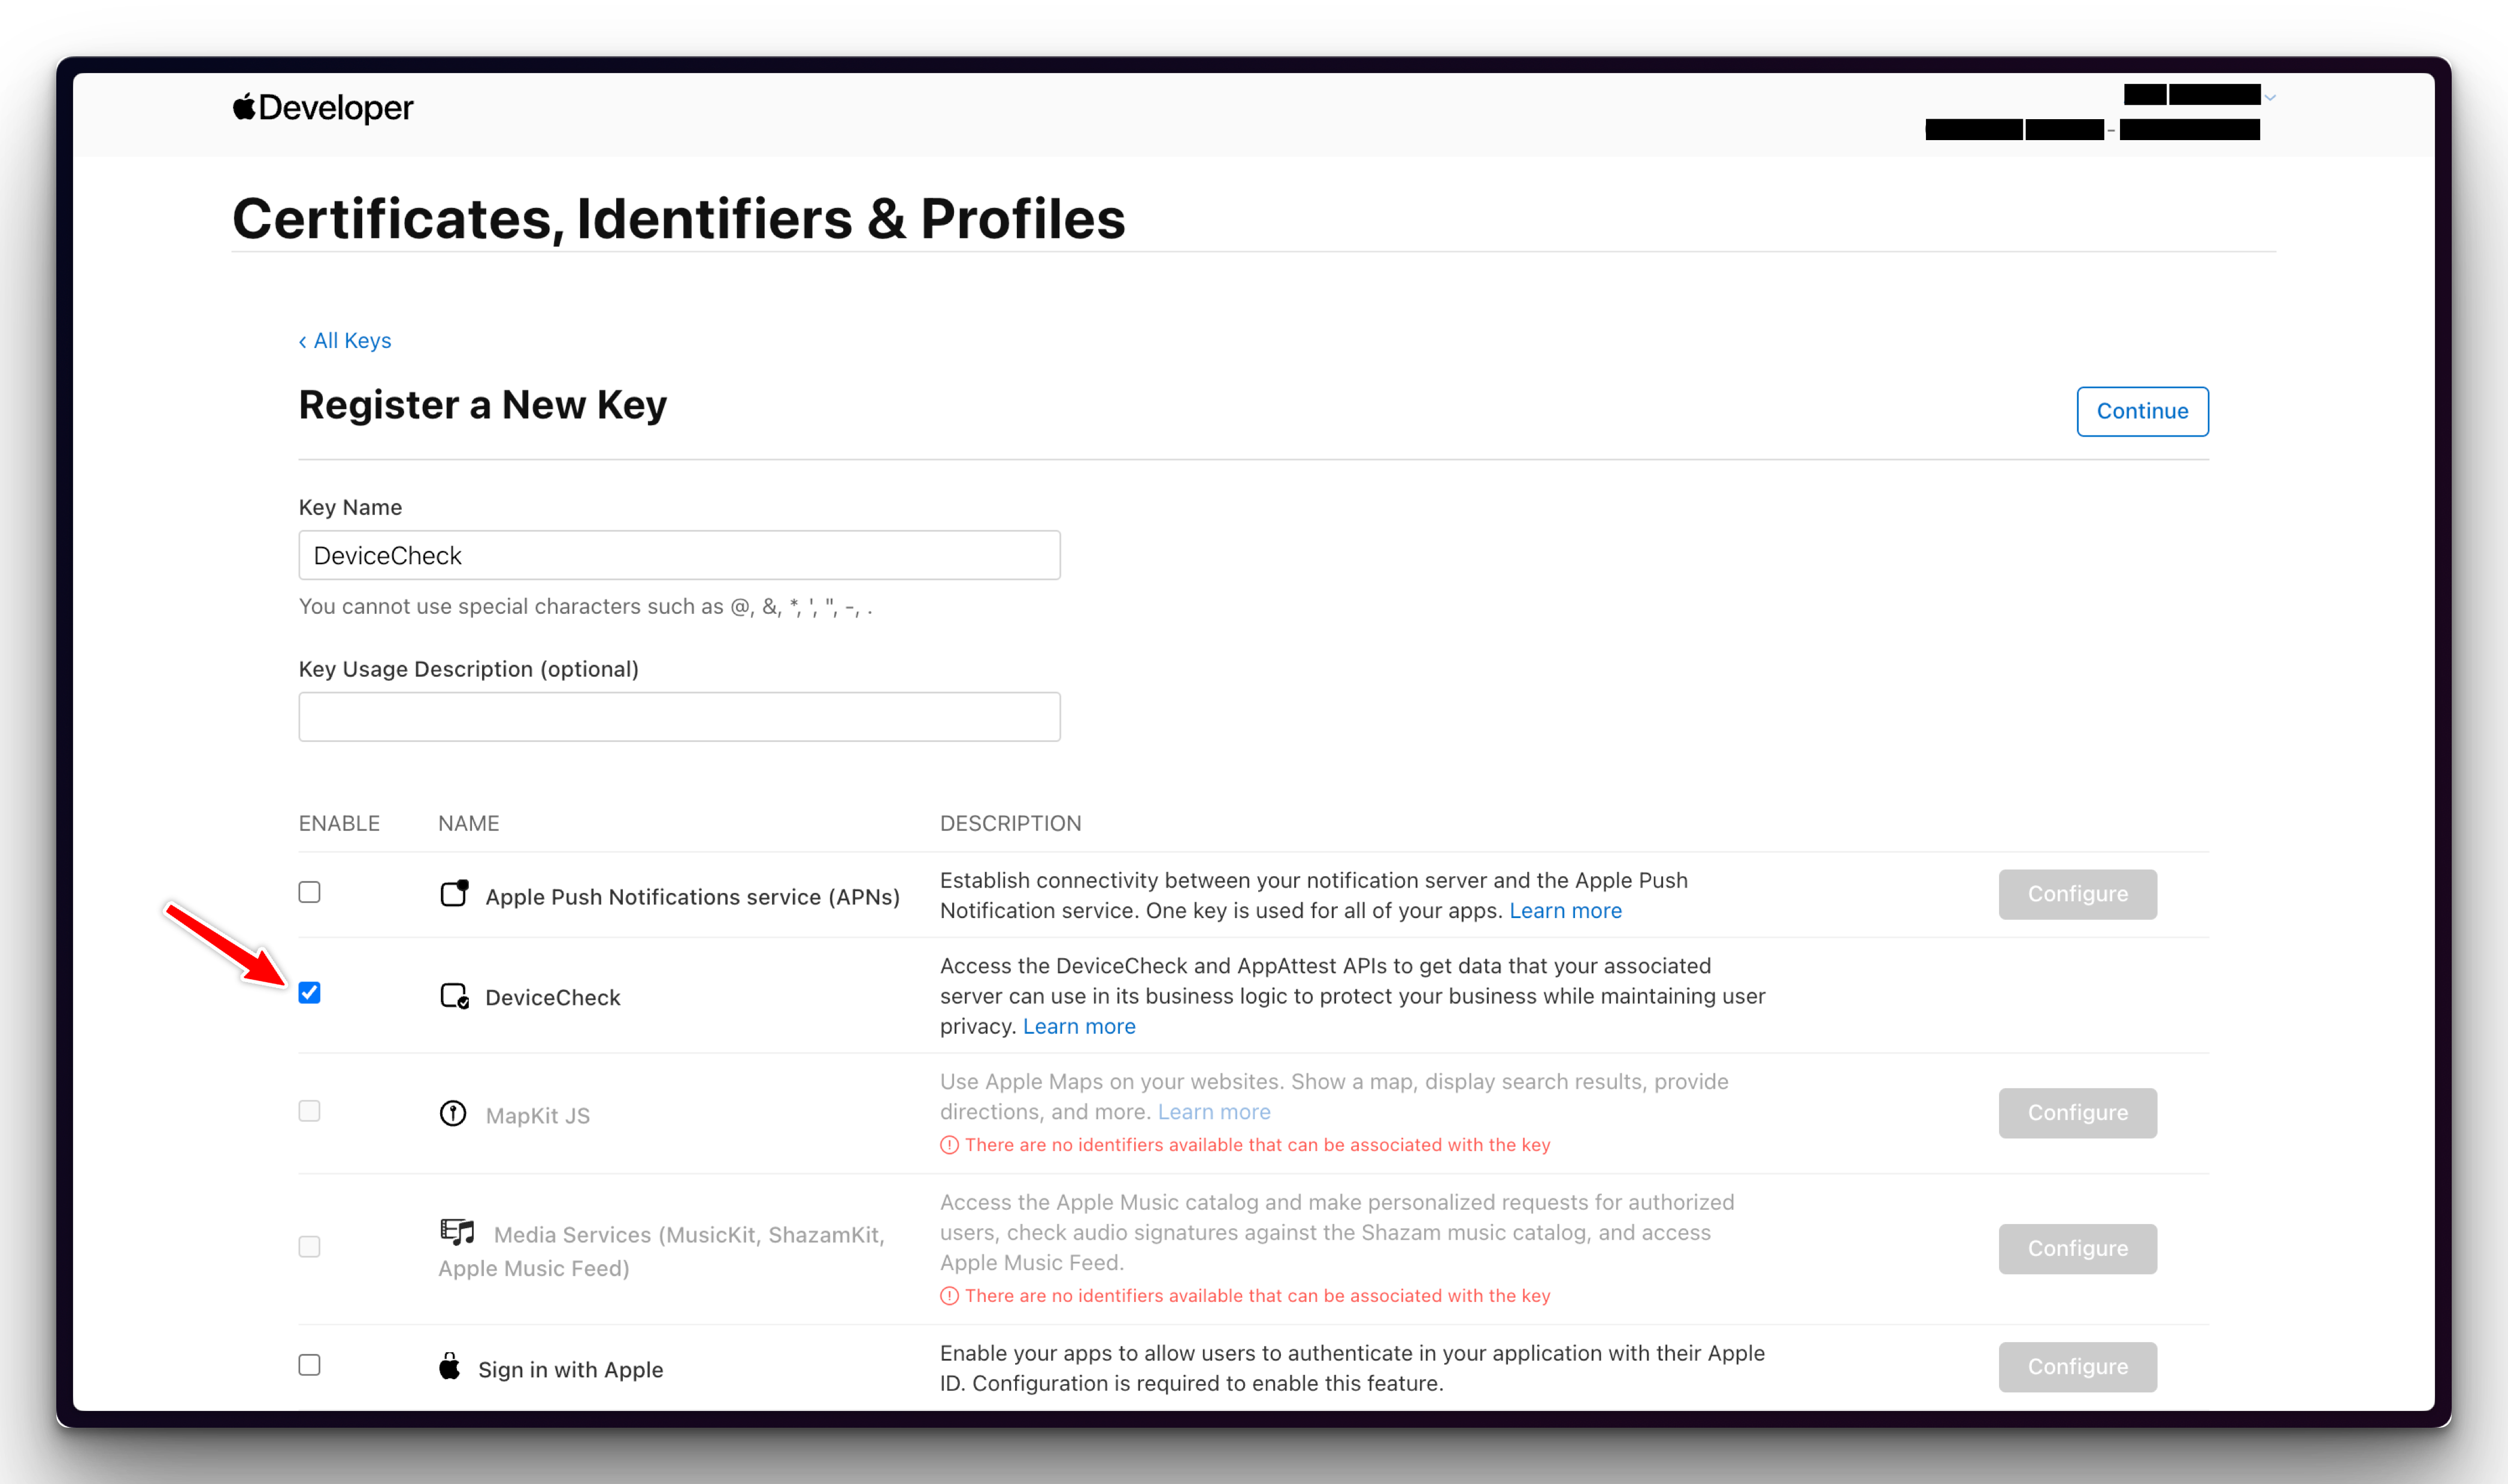 Developer
-
Certificates, Identifiers & Profiles
‹ All Keys
Register a New Key
Continue
Key Name
DeviceCheck
You cannot use special characters such as @, &, *, ', ", -, .
Key Usage Description (optional)
ENABLE NAME DESCRIPTION
Apple Push Notifications service (APNs)
Establish connectivity between your notification server and the Apple Push
Notification service. One key is used for all of your apps. Learn more
Configure
DeviceCheck
Access the DeviceCheck and AppAttest APIs to get data that your associated
server can use in its business logic to protect your business while maintaining user
privacy. Learn more
MapKit JS
Use Apple Maps on your websites. Show a map, display search results, provide
directions, and more. Learn more
There are no identifiers available that can be associated with the key
Configure
Media Services (MusicKit, ShazamKit,
Apple Music Feed)
Access the Apple Music catalog and make personalized requests for authorized
users, check audio signatures against the Shazam music catalog, and access
Apple Music Feed.
There are no identifiers available that can be associated with the key
Configure
Sign in with Apple
Enable your apps to allow users to authenticate in your application with their Apple
ID. Configuration is required to enable this feature.
Configure